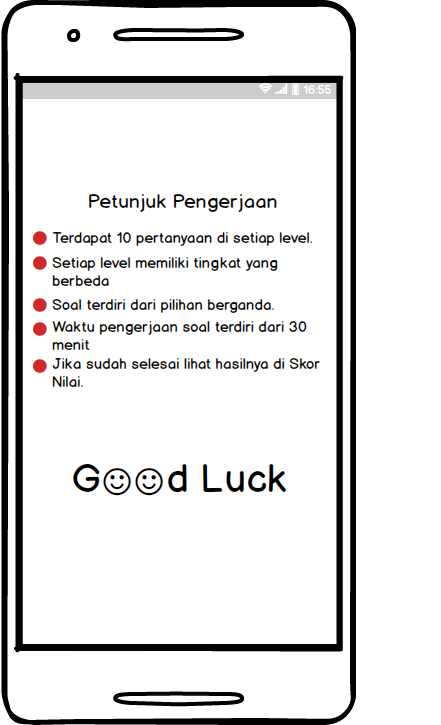 16:55
Petunjuk Pengerjaan
Terdapat 10 pertanyaan di setiap level.
Setiap level memiliki tingkat yang
berbeda
Soal terdiri dari pilihan berganda.
Waktu pengerjaan soal terdiri dari 30
menit
Jika sudah selesai lihat hasilnya di Skor
Nilai.
G☺☺d Luck